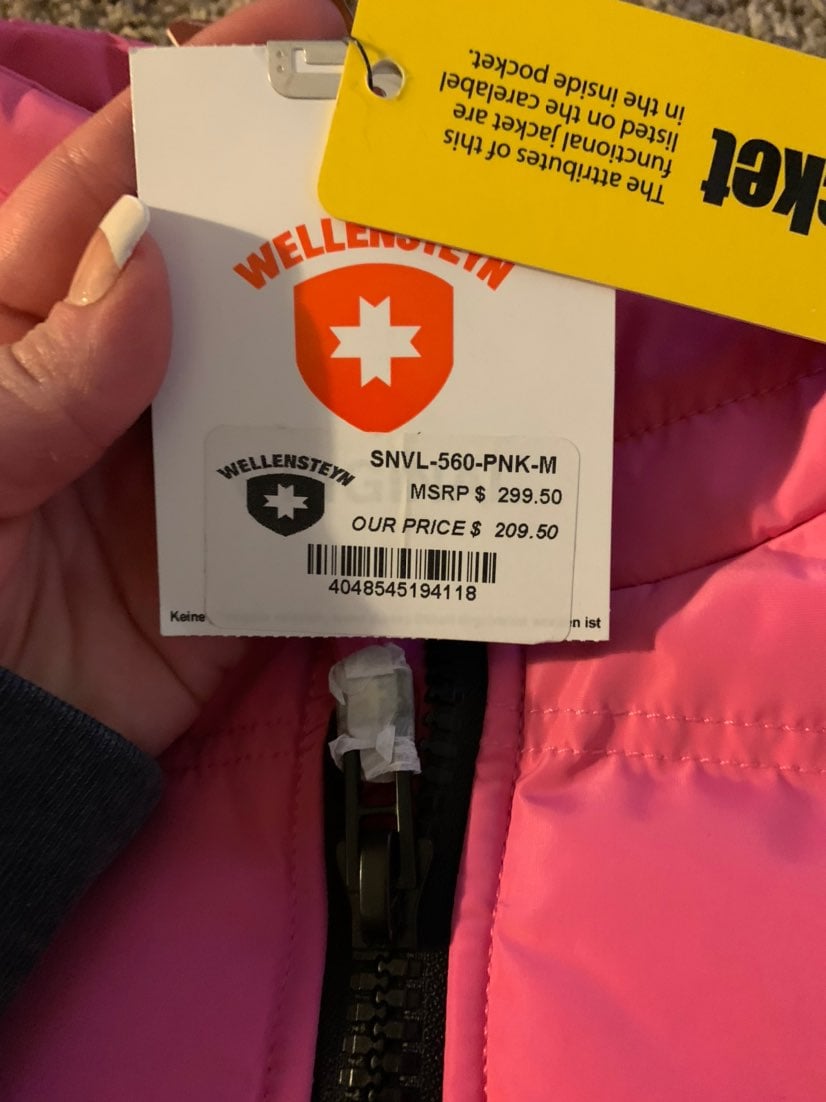 The attributes of this
functional jacket are
listed on the carelabel
in the inside pocket.
WELLENSTEYN
WELLENSTEYN
SNVL-560-PNK-M
MSRP $ 299.50
OUR PRICE $ 209.50
4048545194118
Keine
ist